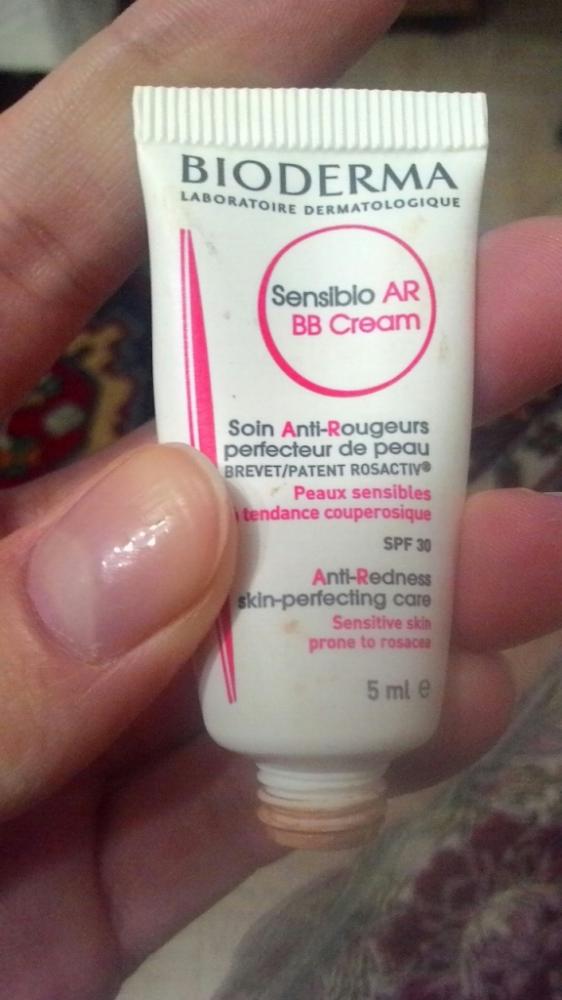 BIODERMA
LABORATOIRE DERMATOLOGIQUE
Sensibio AR
BB Cream
Soin Anti-Rougeurs
perfecteur de peau
BREVET/PATENT ROSACTIV®
Peaux sensibles
tendance couperosique
SPF 30
Anti-Redness
skin-perfecting care
Sensitive skin
prone to rosacea
5 ml e